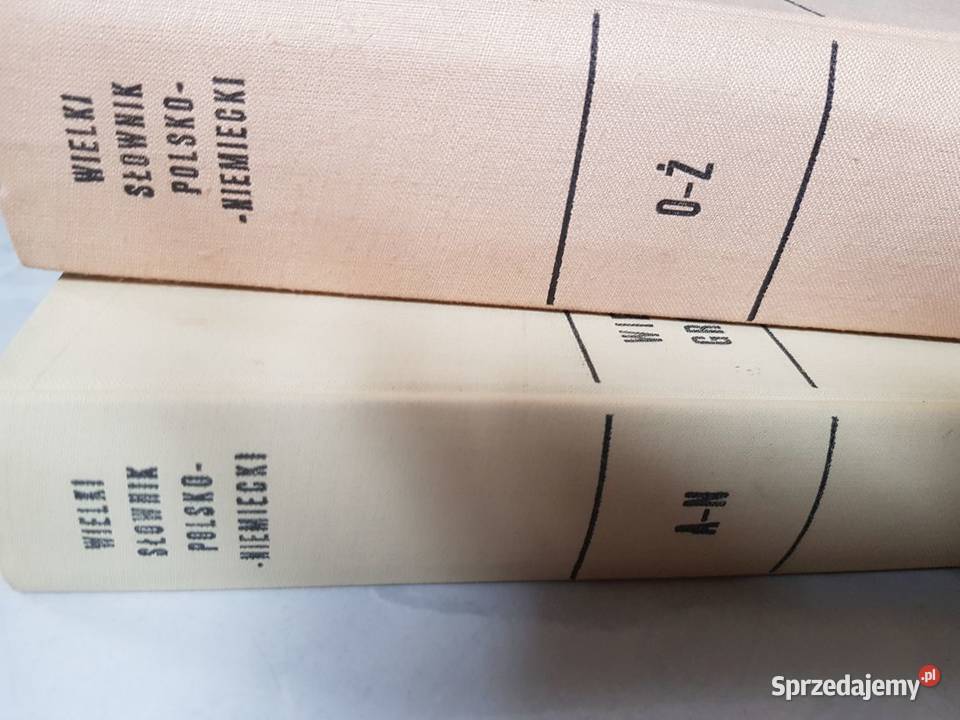 WIELKI
SŁOWNIK
POLSKO-
-NIEMIECKI
O-Ż
WIELKI
SŁOWNIK
POLSKO-
-NIEMIECKI
A-N
Sprzedajemy.pl